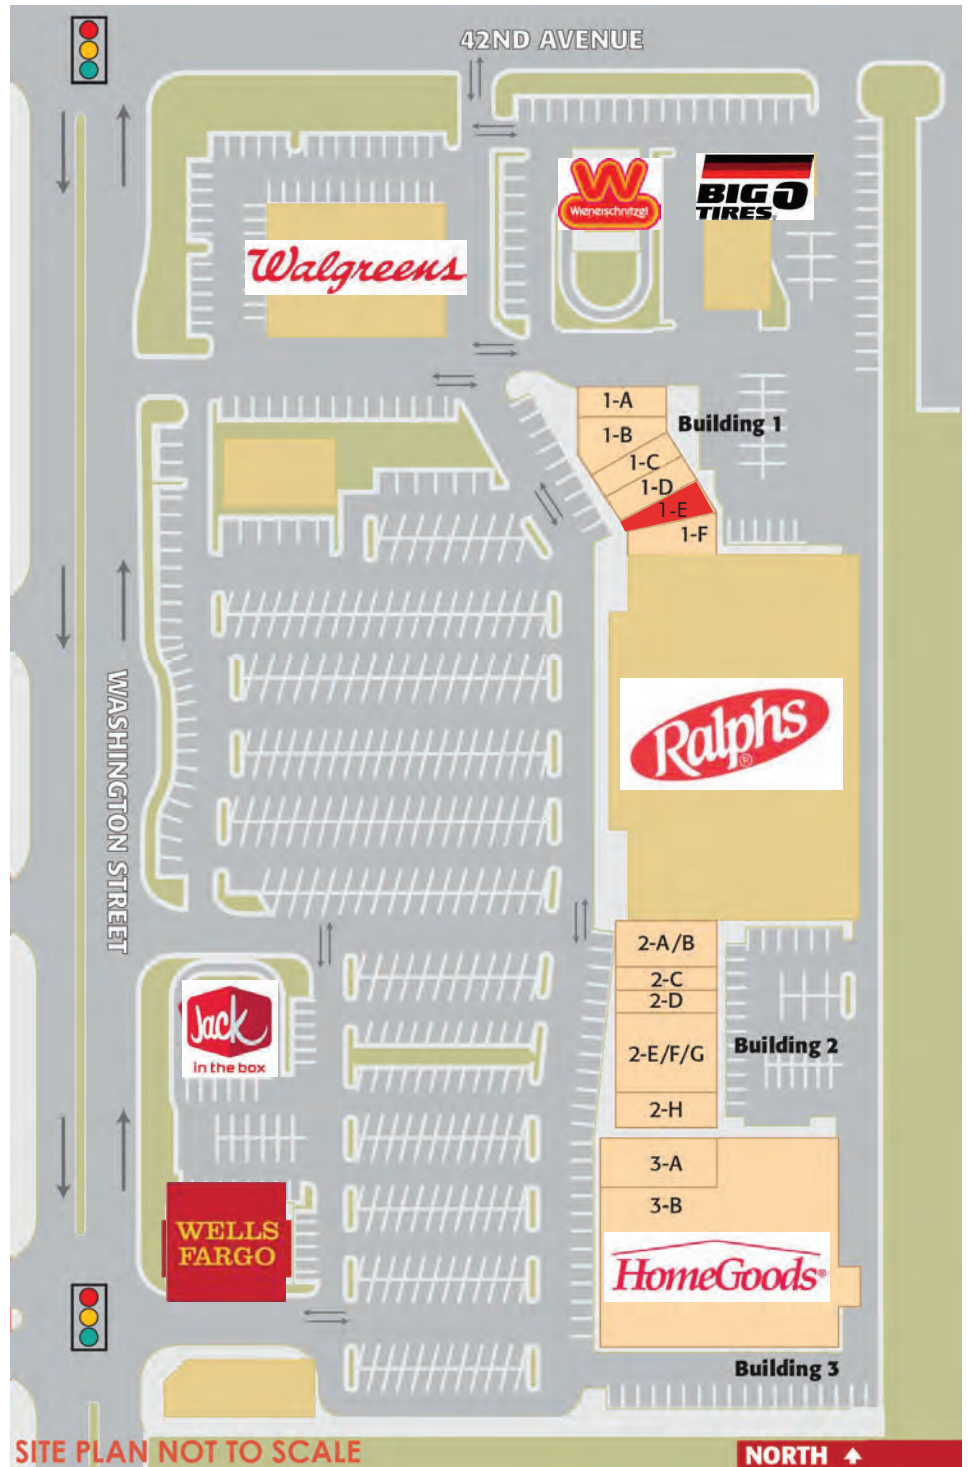 42ND AVENUE
Wienerschnitzel
BIG O
TIRES®
Walgreens
1-A
1-B
1-C
1-D
1-E
1-F
Building 1
Ralphs®
WASHINGTON STREET
2-A/B
2-C
2-D
2-E/F/G
2-H
Building 2
Jack
in the box
3-A
3-B
WELLS
FARGO
HomeGoods®
Building 3
SITE PLAN NOT TO SCALE
NORTH